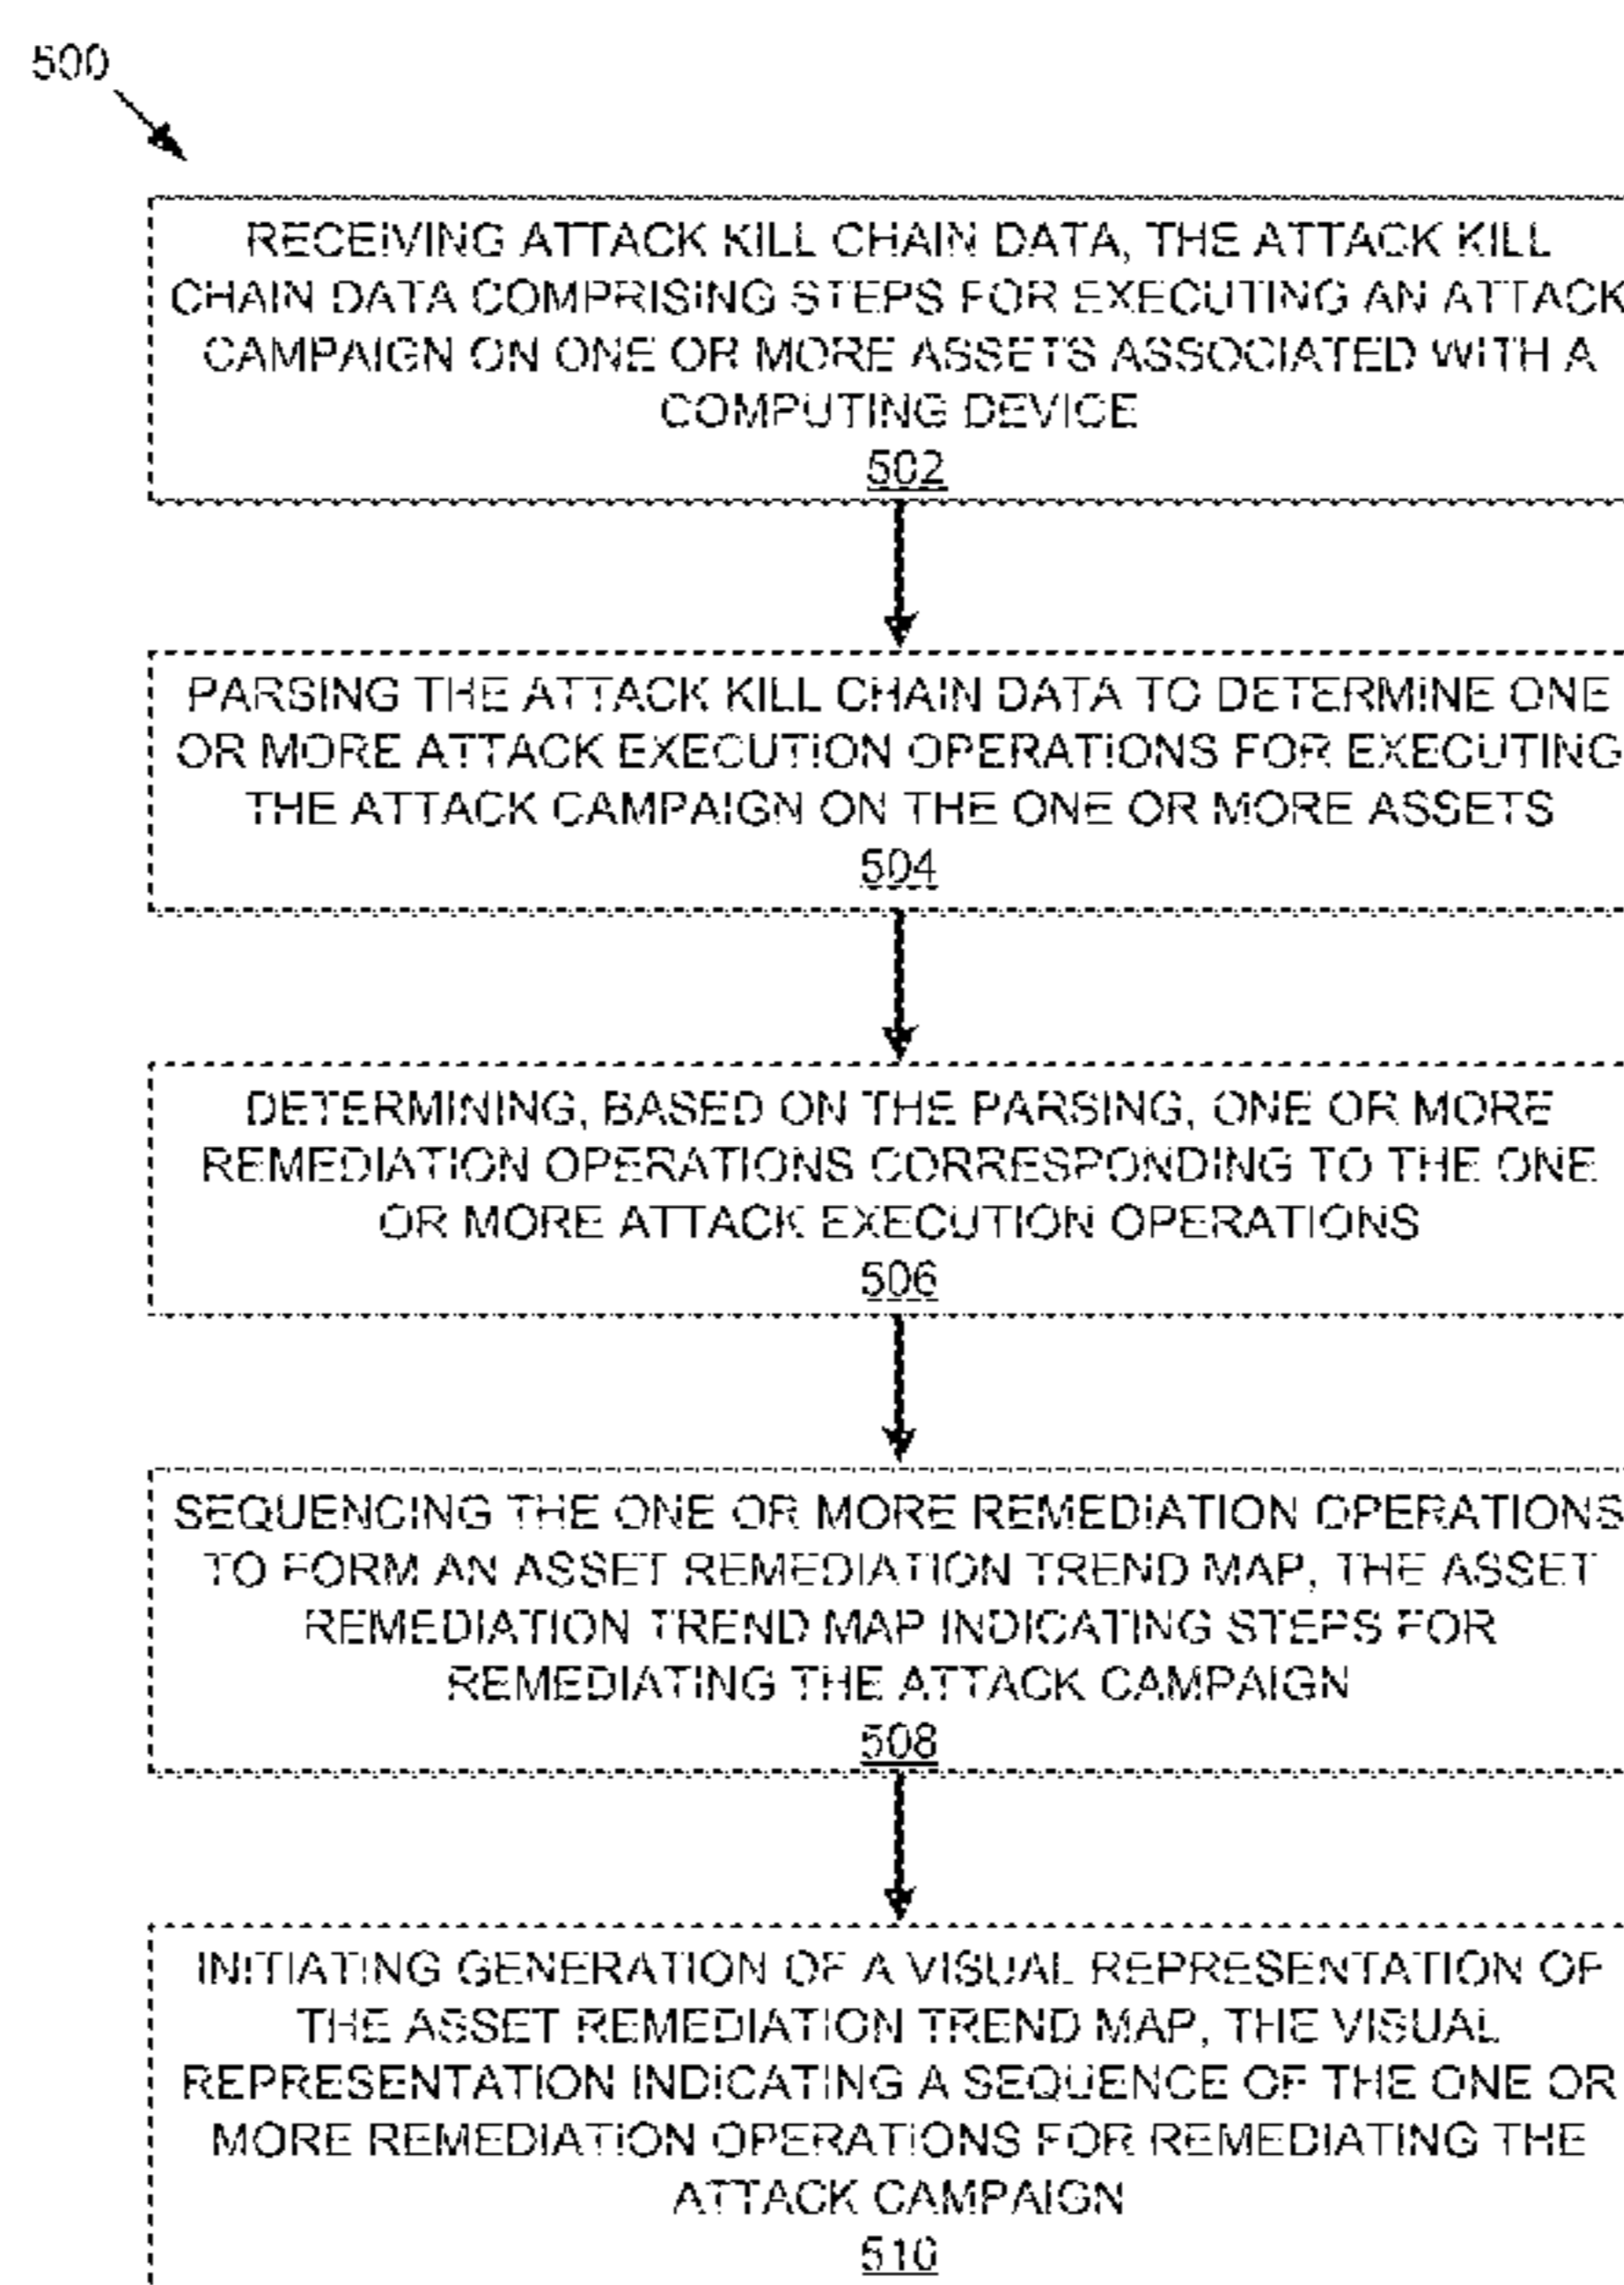 500
RECEIVING ATTACK KILL CHAIN DATA, THE ATTACK KILL
CHAIN DATA COMPRISING STEPS FOR EXECUTING AN ATTACK
CAMPAIGN ON ONE OR MORE ASSETS ASSOCIATED WITH A
COMPUTING DEVICE
502
PARSING THE ATTACK KILL CHAIN DATA TO DETERMINE ONE
OR MORE ATTACK EXECUTION OPERATIONS FOR EXECUTING
THE ATTACK CAMPAIGN ON THE ONE OR MORE ASSETS
504
DETERMINING, BASED ON THE PARSING, ONE OR MORE
REMEDIATION OPERATIONS CORRESPONDING TO THE ONE
OR MORE ATTACK EXECUTION OPERATIONS
506
SEQUENCING THE ONE OR MORE REMEDIATION OPERATIONS
TO FORM AN ASSET REMEDIATION TREND MAP, THE ASSET
REMEDIATION TREND MAP INDICATING STEPS FOR
REMEDIATING THE ATTACK CAMPAIGN
508
INITIATING GENERATION OF A VISUAL REPRESENTATION OF
THE ASSET REMEDIATION TREND MAP, THE VISUAL
REPRESENTATION INDICATING A SEQUENCE OF THE ONE OR
MORE REMEDIATION OPERATIONS FOR REMEDIATING THE
ATTACK CAMPAIGN
510